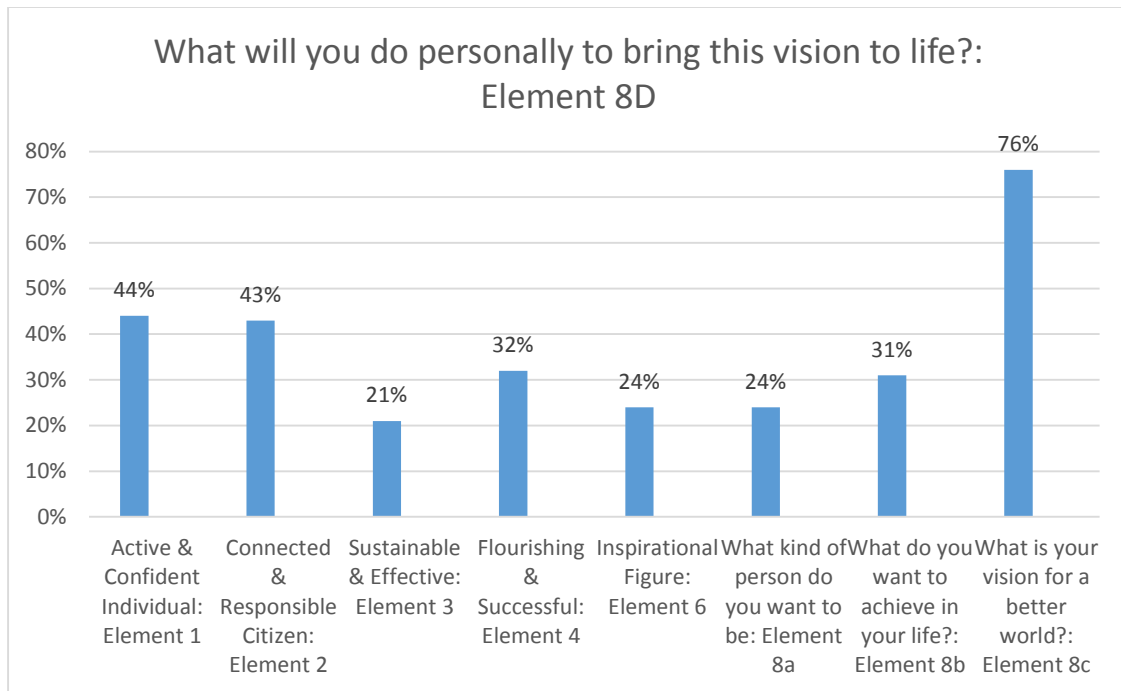 What will you do personally to bring this vision to life?:
Element 8D
80%
70%
60%
50%
40%
30%
20%
10%
0%
44%
43%
21%
32%
24%
24%
31%
76%
Active &
Confident
Individual:
Element 1
Connected
&
Responsible
Citizen:
Element 2
Sustainable
& Effective:
Element 3
Flourishing
&
Successful:
Element 4
Inspirational
Figure:
Element 6
What kind of
person do
you want to
be: Element
8a
What do you
want to
achieve in
your life?:
Element 8b
What is your
vision for a
better
world?:
Element 8c